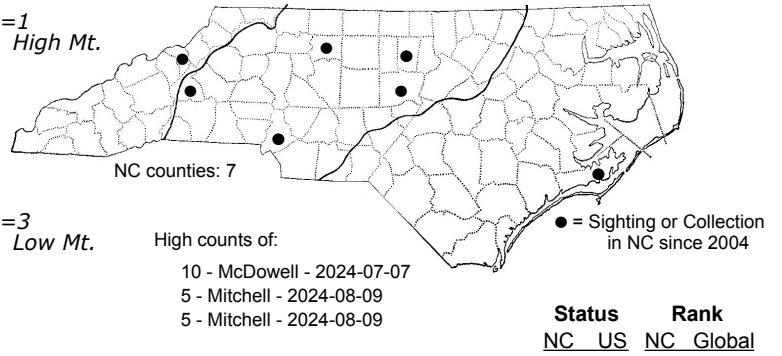 =1
High Mt.
NC counties: 7
=3
Low Mt.
High counts of:
10 - McDowell - 2024-07-07
5 - Mitchell - 2024-08-09
5 - Mitchell - 2024-08-09
● = Sighting or Collection
in NC since 2004
Status Rank
NC US NC Global